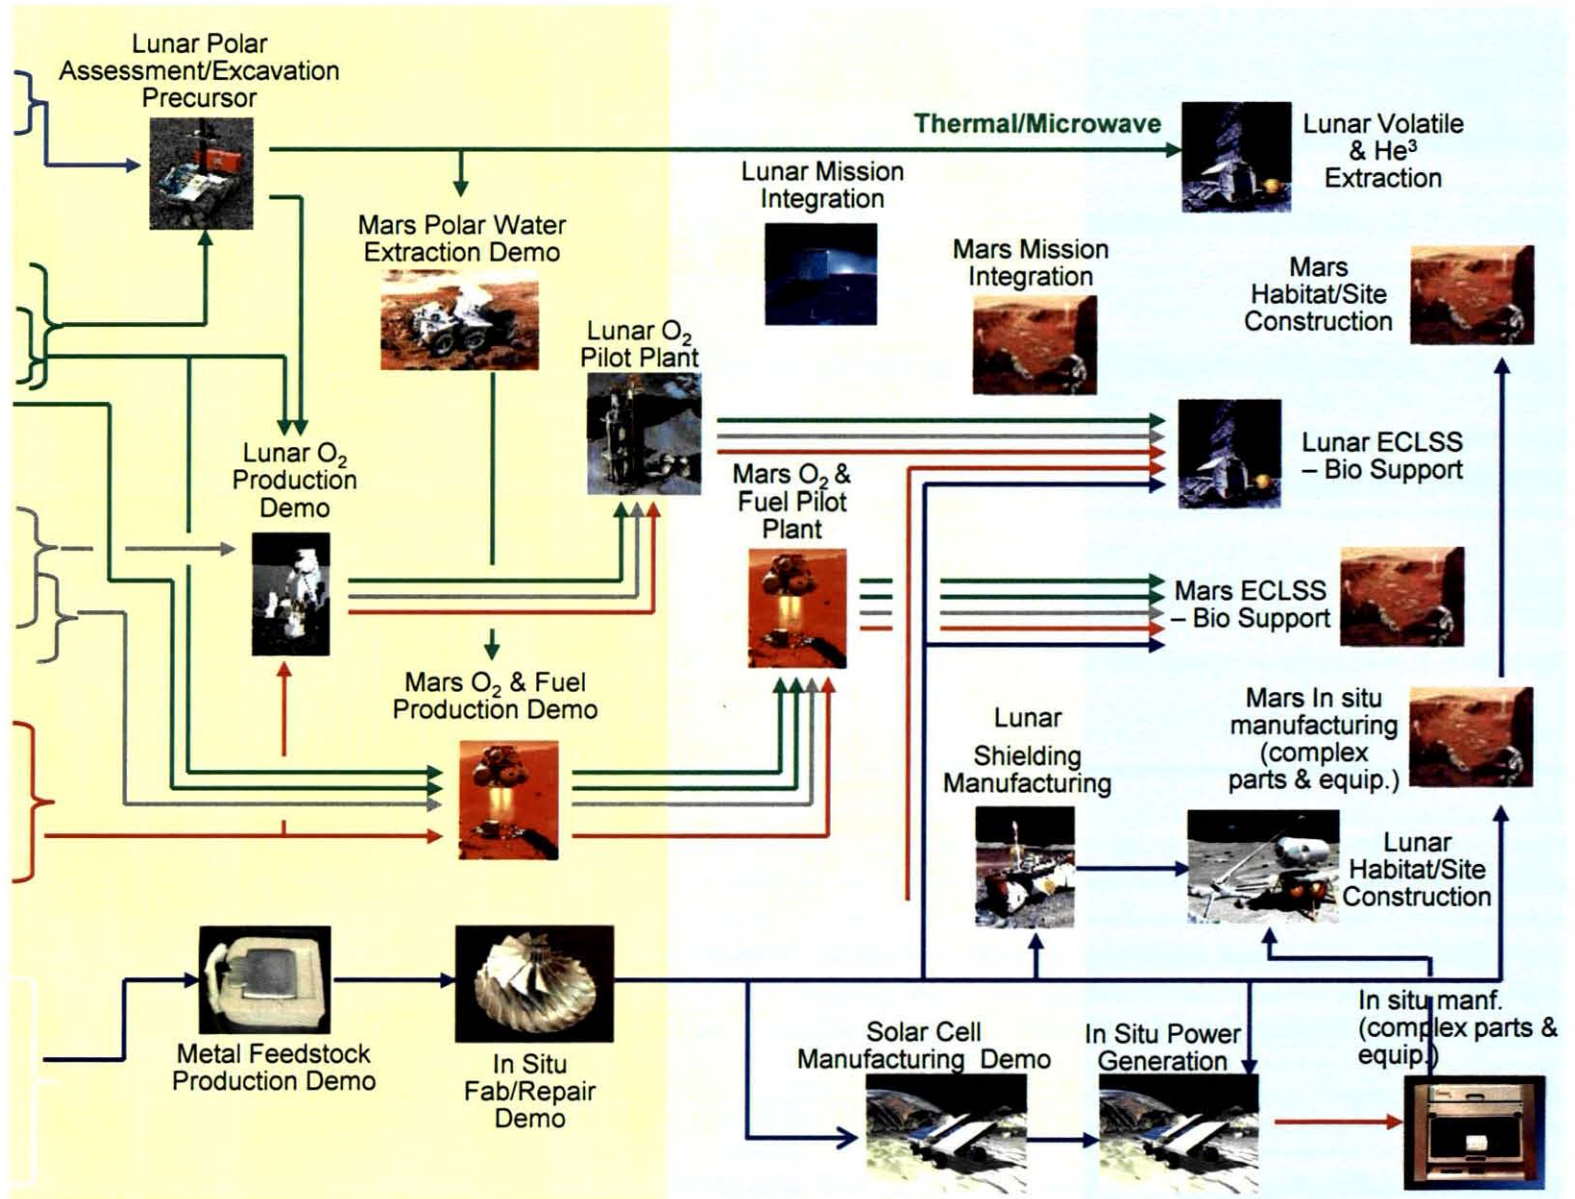 Lunar Polar
Assessment/Excavation
Precursor
Thermal/Microwave
Lunar Volatile
& He³
Extraction
Lunar Mission
Integration
Mars Polar Water
Extraction Demo
Mars Mission
Integration
Mars
Habitat/Site
Construction
Lunar O₂
Pilot Plant
Lunar O₂
Production
Demo
Lunar ECLSS
– Bio Support
Mars O₂ &
Fuel Pilot
Plant
Mars ECLSS
– Bio Support
Mars O₂ & Fuel
Production Demo
Lunar
Shielding
Manufacturing
Mars In situ
manufacturing
(complex
parts & equip.)
Lunar
Habitat/Site
Construction
Metal Feedstock
Production Demo
In Situ
Fab/Repair
Demo
Solar Cell
Manufacturing Demo
In Situ Power
Generation
In situ manf.
(complex parts &
equip.)